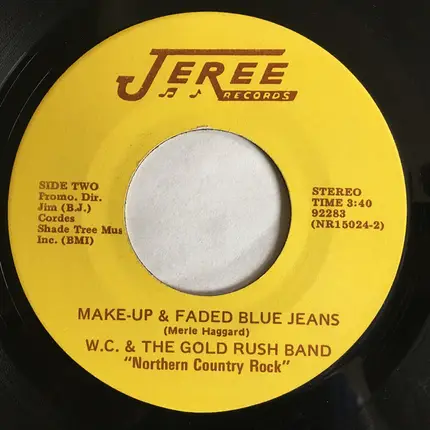 JEREE
RECORDS
SIDE TWO
Promo. Dir.
Jim (B.J.)
Cordes
Shade Tree Mus
Inc. (BMI)
STEREO
TIME 3:40
92283
(NR15024-2)
MAKE-UP & FADED BLUE JEANS
(Merle Haggard)
W.C. & THE GOLD RUSH BAND
"Northern Country Rock"